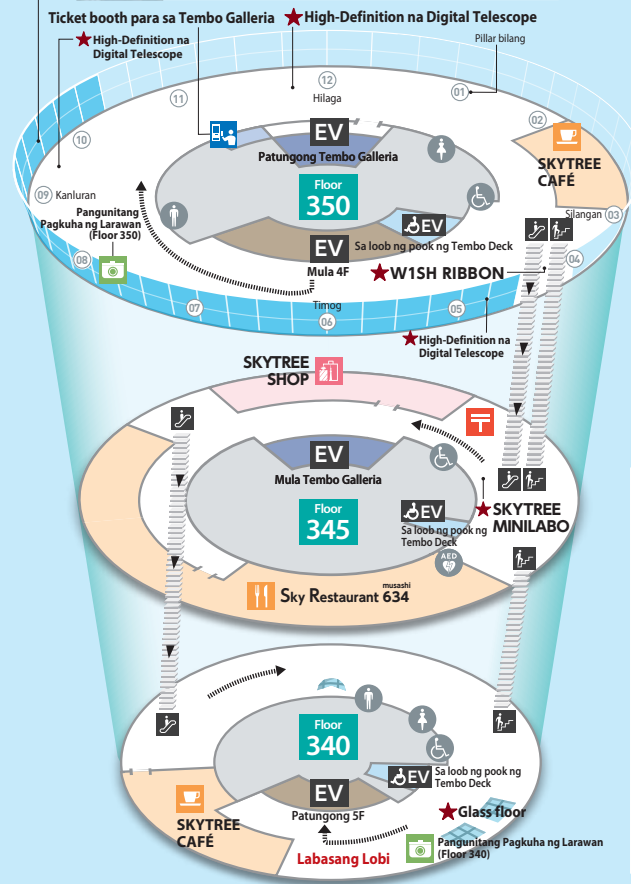 Ticket booth para sa Tembo Galleria
★High-Definition na Digital Telescope
★High-Definition na
Digital Telescope
Pillar bilang
12
Hilaga
11
01
10
02
EV
Patungong Tembo Galleria
SKYTREE
CAFÉ
Floor
350
09 Kanluran
Silangan 03
Pangunitang
Pagkuha ng Larawan
(Floor 350)
EV
Sa loob ng pook ng Tembo Deck
EV
Mula 4F
★W1SH RIBBON
04
08
07
Timog
06
05
★High-Definition na
Digital Telescope
SKYTREE
SHOP
EV
Mula Tembo Galleria
Floor
345
EV
Sa loob ng pook ng
Tembo Deck
★SKYTREE
MINILABO
AED
musashi
Sky Restaurant 634
Floor
340
EV
Sa loob ng pook ng
Tembo Deck
EV
Patungong 5F
SKYTREE
CAFÉ
★Glass floor
Labasang Lobi
Pangunitang Pagkuha ng Larawan
(Floor 340)